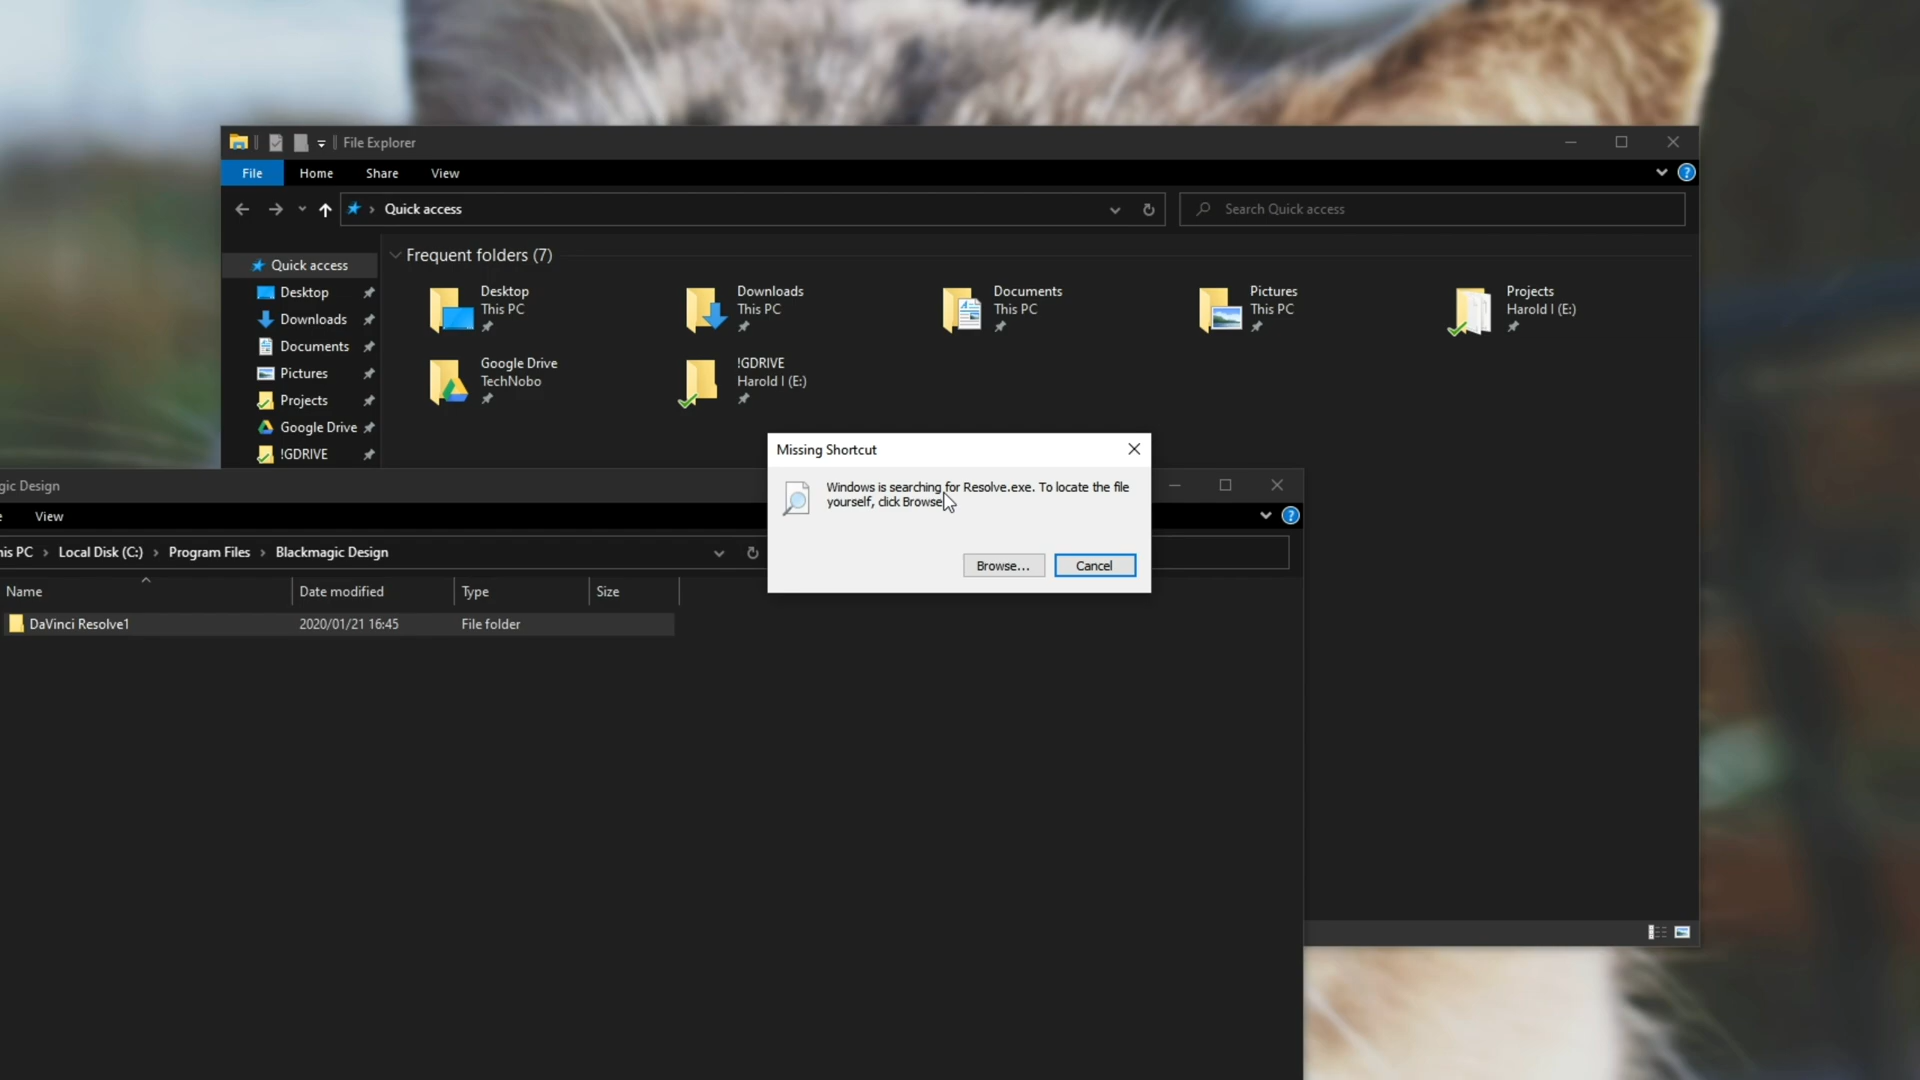 File Explorer
File Home Share View
Quick access
Search Quick access
Quick access
Desktop
Downloads
Documents
Pictures
Projects
Google Drive
!GDRIVE
Frequent folders (7)
Desktop
This PC
Downloads
This PC
Documents
This PC
Pictures
This PC
Projects
Harold I (E:)
Google Drive
TechNobo
!GDRIVE
Harold I (E:)
Missing Shortcut
Windows is searching for Resolve.exe. To locate the file
yourself, click Browse
Browse...
Cancel
gic Design
e View
his PC › Local Disk (C:) › Program Files › Blackmagic Design
Name Date modified Type Size
DaVinci Resolve1 2020/01/21 16:45 File folder